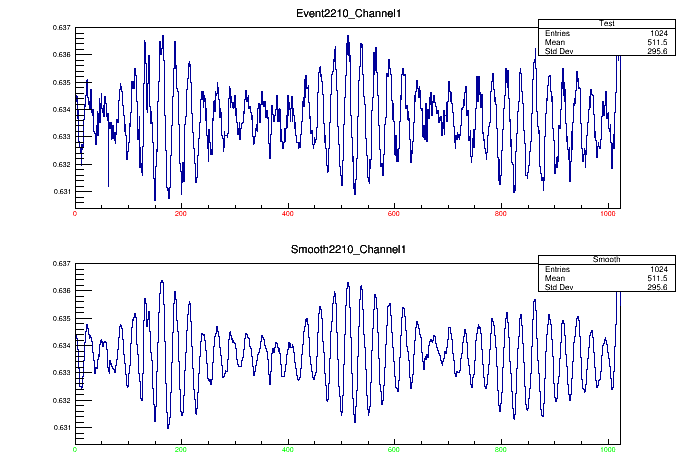 Event2210_Channel1
Test
Entries 1024
Mean 511.5
Std Dev 295.6
0.637
0.636
0.635
0.634
0.633
0.632
0.631
0 200 400 600 800 1000
Smooth2210_Channel1
Smooth
Entries 1024
Mean 511.5
Std Dev 295.6
0.637
0.636
0.635
0.634
0.633
0.632
0.631
0 200 400 600 800 1000